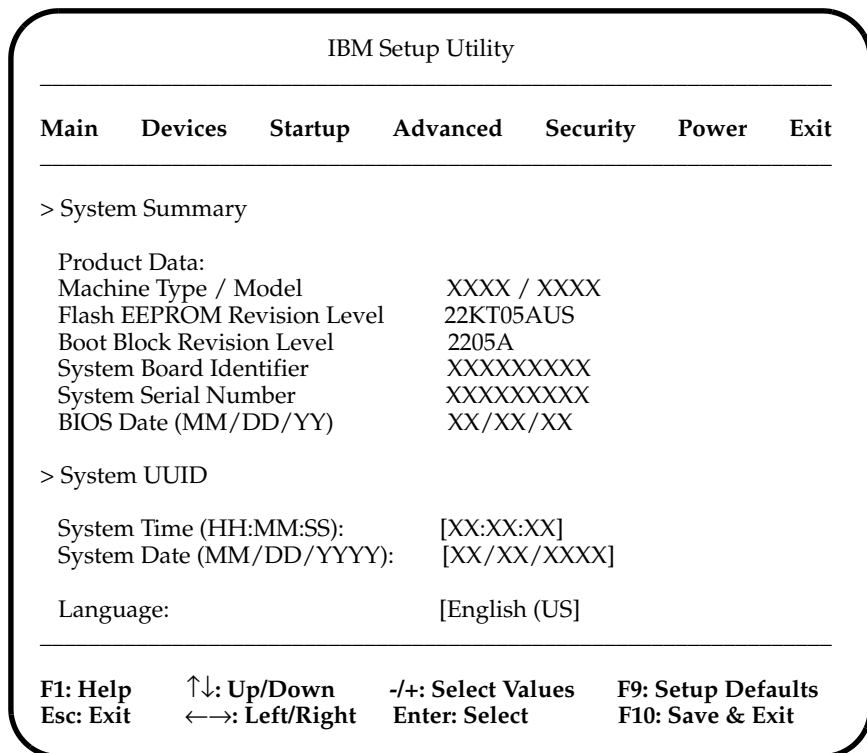 IBM Setup Utility
Main Devices Startup Advanced Security Power Exit
> System Summary
Product Data:
Machine Type / Model XXXX / XXXX
Flash EEPROM Revision Level 22KT05AUS
Boot Block Revision Level 2205A
System Board Identifier XXXXXXXXX
System Serial Number XXXXXXXXX
BIOS Date (MM/DD/YY) XX/XX/XX
> System UUID
System Time (HH:MM:SS): [XX:XX:XX]
System Date (MM/DD/YYYY): [XX/XX/XXXX]
Language: [English (US]
F1: Help ↑↓: Up/Down -/+: Select Values F9: Setup Defaults
Esc: Exit ←→: Left/Right Enter: Select F10: Save & Exit